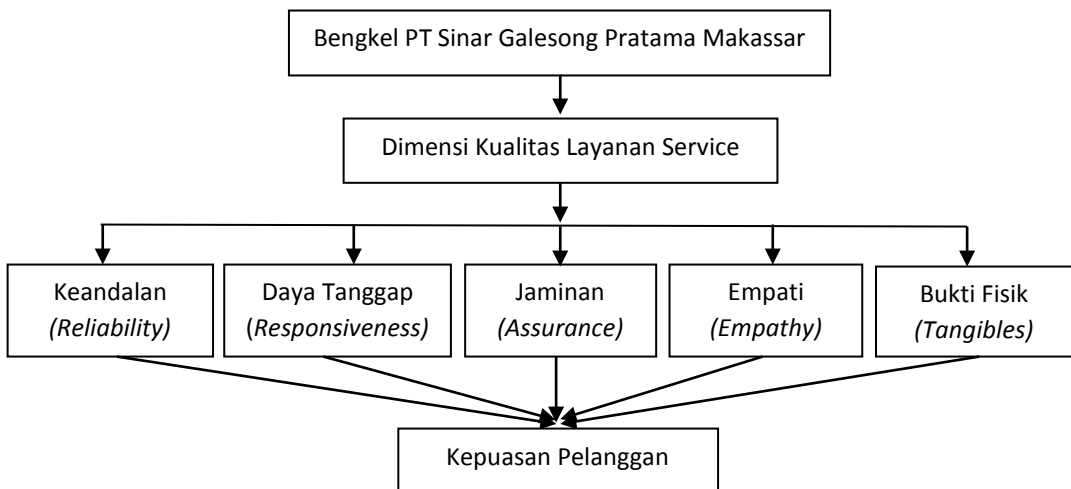 Bengkel PT Sinar Galesong Pratama Makassar
Dimensi Kualitas Layanan Service
Keandalan
(Reliability)
Daya Tanggap
(Responsiveness)
Jaminan
(Assurance)
Empati
(Empathy)
Bukti Fisik
(Tangibles)
Kepuasan Pelanggan